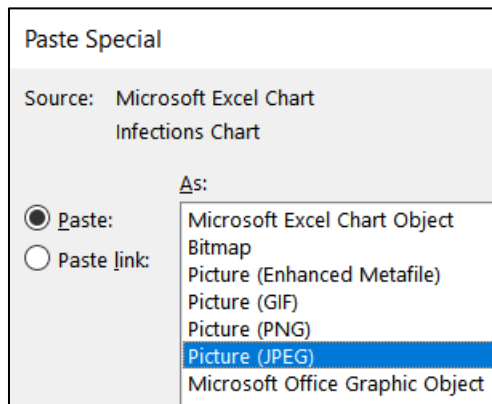 Paste Special
Source: Microsoft Excel Chart
Infections Chart
As:
Paste:
Paste link:
Microsoft Excel Chart Object
Bitmap
Picture (Enhanced Metafile)
Picture (GIF)
Picture (PNG)
Picture (JPEG)
Microsoft Office Graphic Object